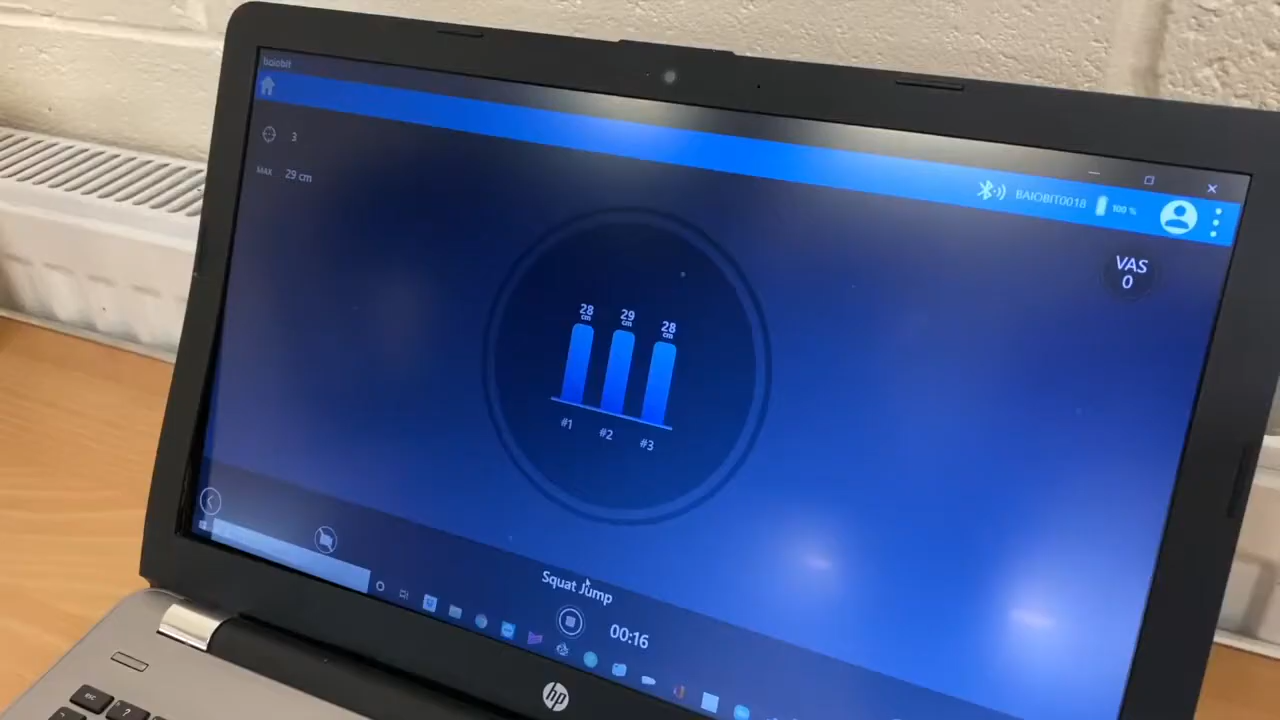 baiobit
3
MAX 29 cm
BAIOBIT0018 100 %
VAS
0
28
cm
29
cm
28
cm
#1
#2
#3
Squat Jump
00:16
hp
esc
?